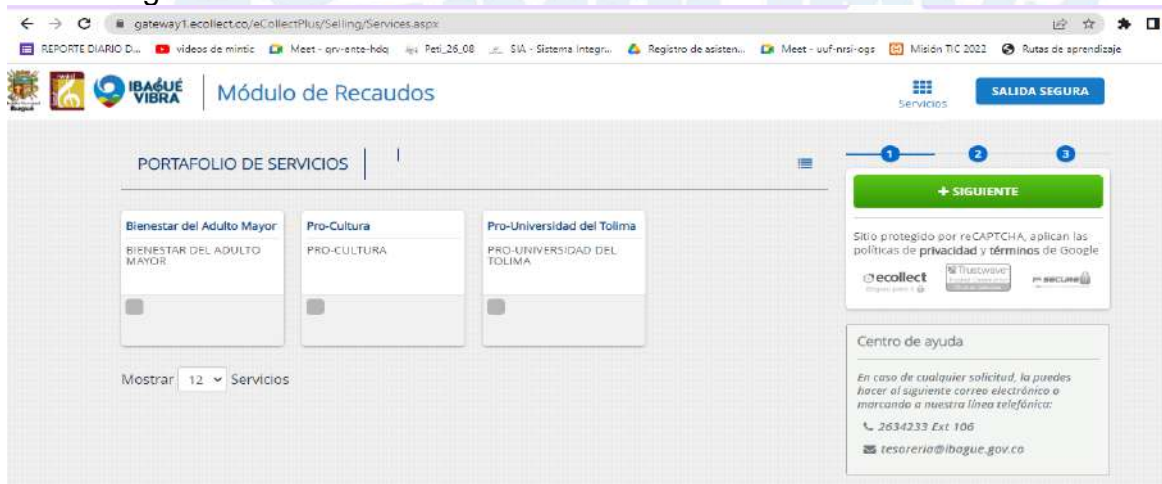 gateway1.ecollect.co/eCollectPlus/Selling/Services.aspx
REPORTE DIARIO D... videos de mintic Meet - qrv-ente-hdq Peti_26_08 SIA - Sistema Integr... Registro de asisten... Meet - uuf-nrsi-ogs Misión TIC 2022 Rutas de aprendizaje
IBAGUÉ
VIBRA
Módulo de Recaudos
Servicios
SALIDA SEGURA
PORTAFOLIO DE SERVICIOS
1 2 3
+ SIGUIENTE
Bienestar del Adulto Mayor
BIENESTAR DEL ADULTO
MAYOR
Pro-Cultura
PRO-CULTURA
Pro-Universidad del Tolima
PRO-UNIVERSIDAD DEL
TOLIMA
Mostrar 12 Servicios
Sitio protegido por reCAPTCHA, aplican las
políticas de privacidad y términos de Google
ecollect
Trustwave
SECURE
Centro de ayuda
En caso de cualquier solicitud, la puedes
hacer al siguiente correo electrónico o
marcando a nuestra línea telefónica:
2634233 Ext 106
tesoreria@ibague.gov.co